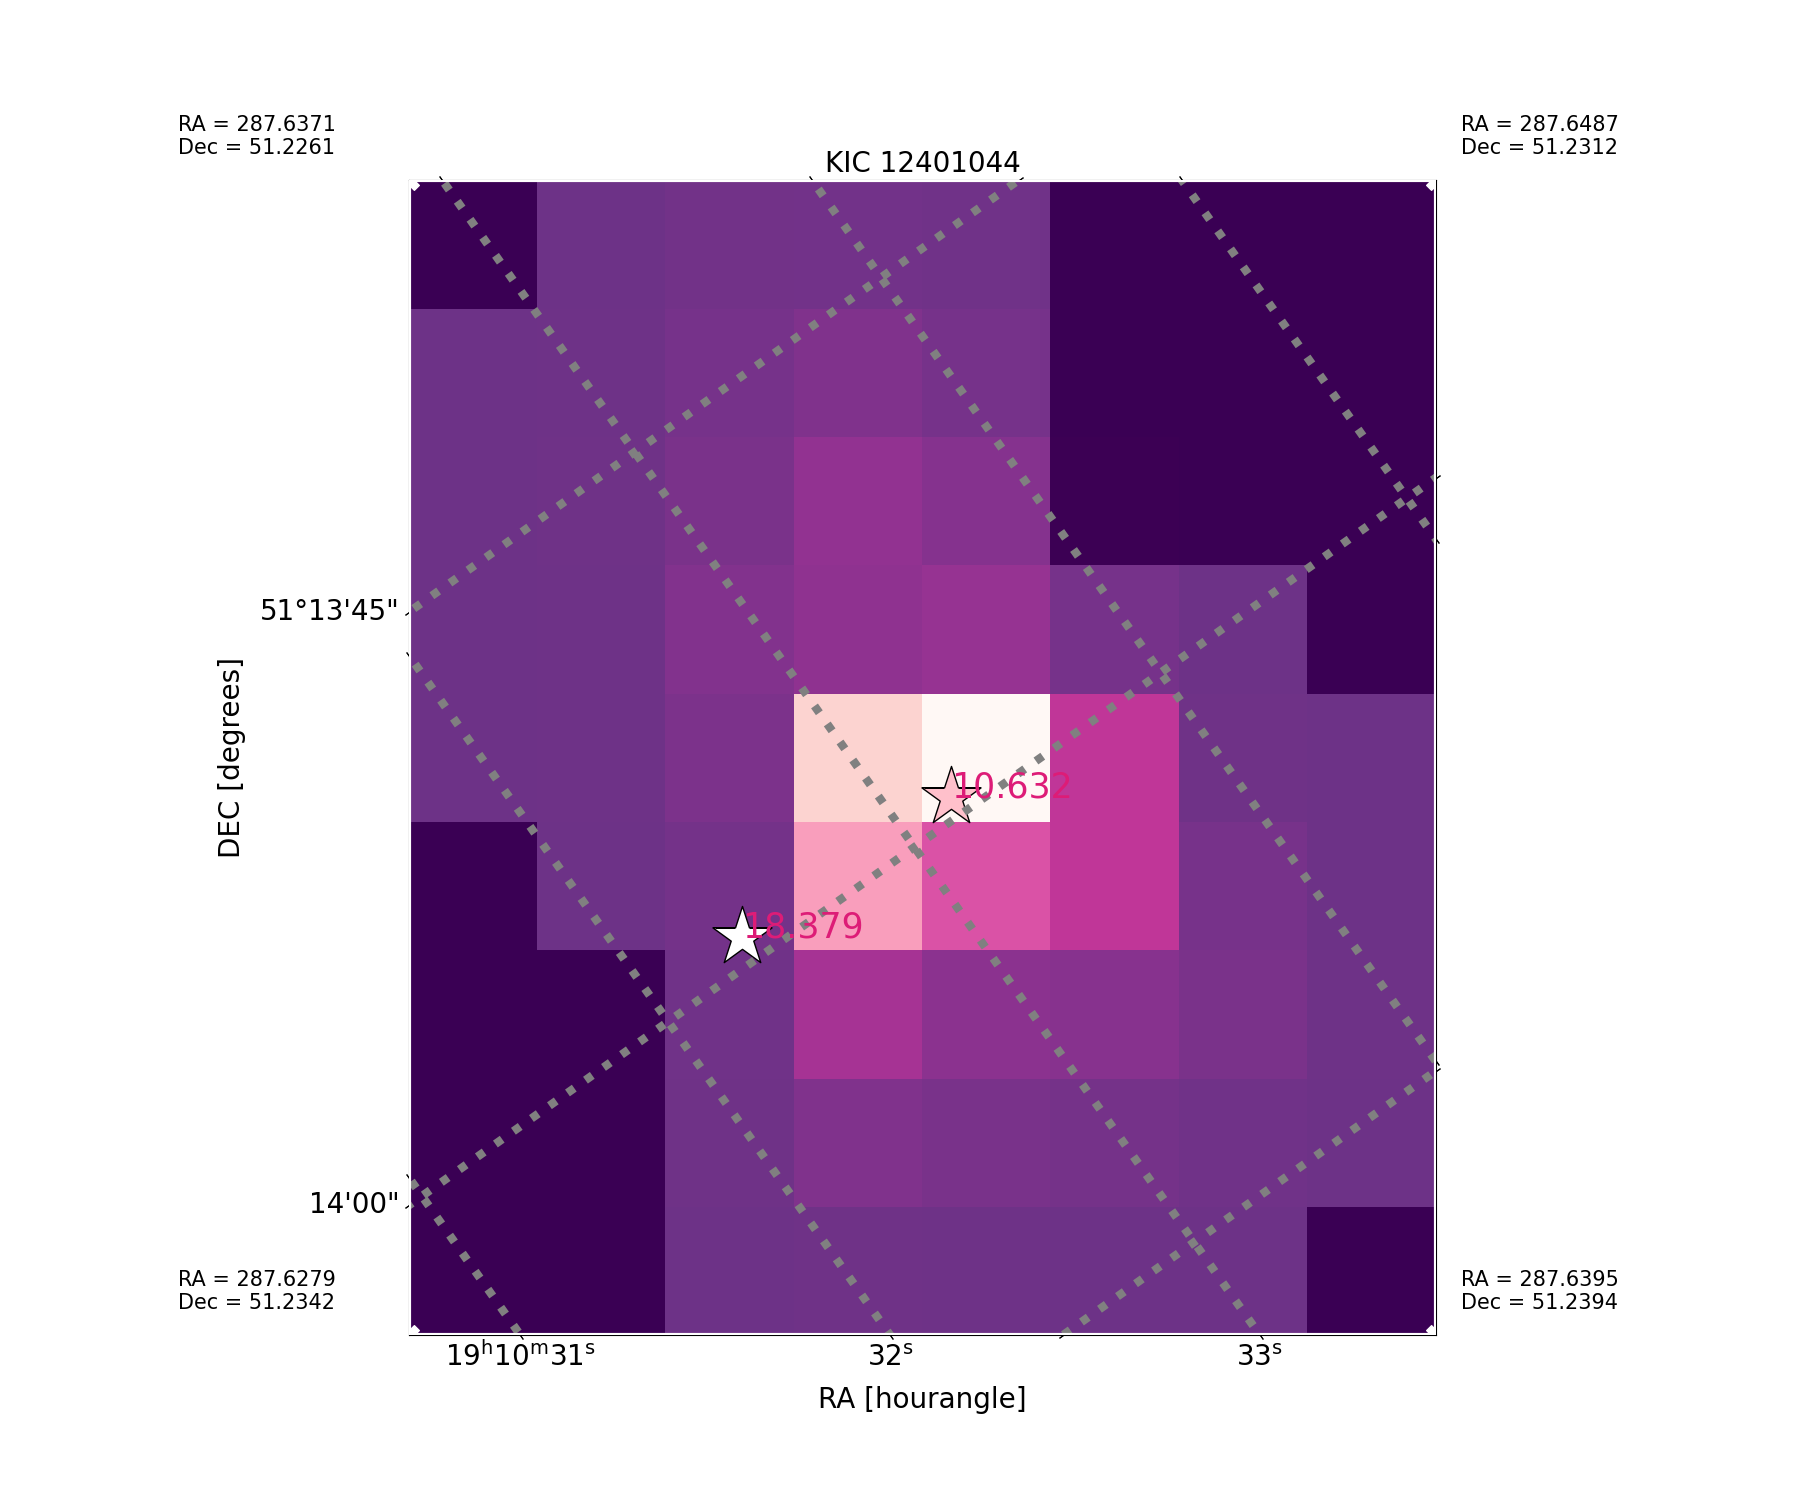 RA = 287.6371
Dec = 51.2261
RA = 287.6487
Dec = 51.2312
KIC 12401044
51°13'45"
DEC [degrees]
10.632
18.379
14'00"
RA = 287.6279
Dec = 51.2342
RA = 287.6395
Dec = 51.2394
19ʰ10ᵐ31ˢ
32ˢ
33ˢ
RA [hourangle]